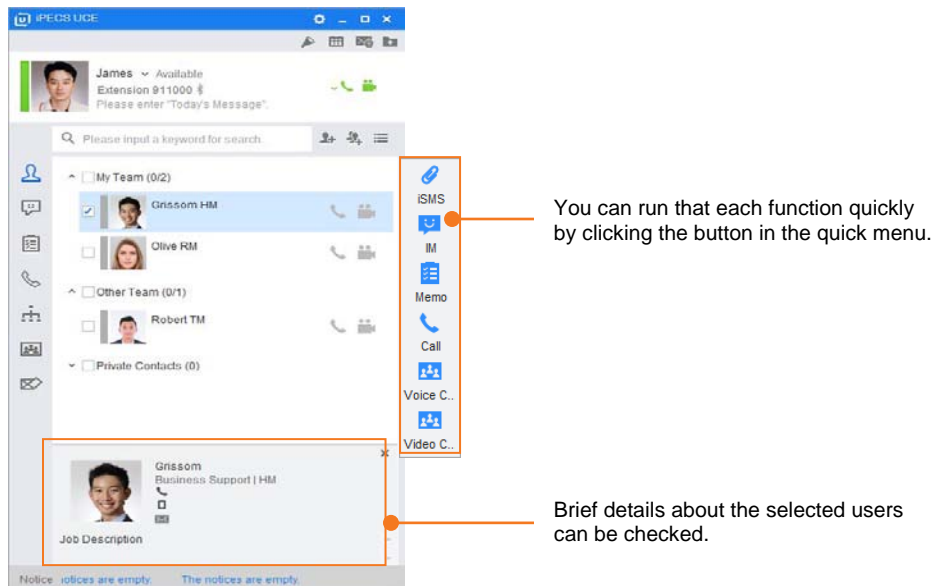 iPECS UCE
James Available
Extension 911000
Please enter "Today's Message".
Please input a keyword for search
My Team (0/2)
Grissom HM
Olive RM
Other Team (0/1)
Robert TM
Private Contacts (0)
iSMS
IM
Memo
Call
Voice C..
Video C..
You can run that each function quickly
by clicking the button in the quick menu.
Grissom
Business Support | HM
Job Description
Brief details about the selected users
can be checked.
Notice notices are empty. The notices are empty.